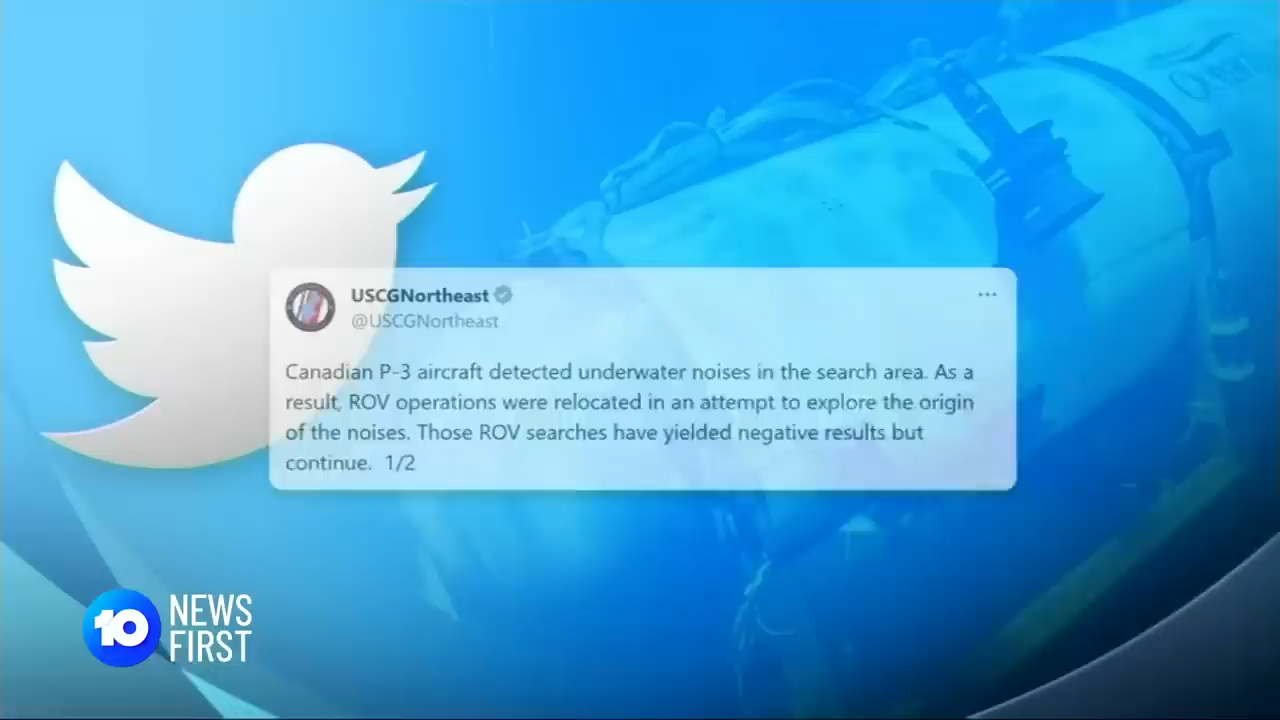 USCGNortheast
@USCGNortheast
Canadian P-3 aircraft detected underwater noises in the search area. As a
result, ROV operations were relocated in an attempt to explore the origin
of the noises. Those ROV searches have yielded negative results but
continue. 1/2
10 NEWS
FIRST